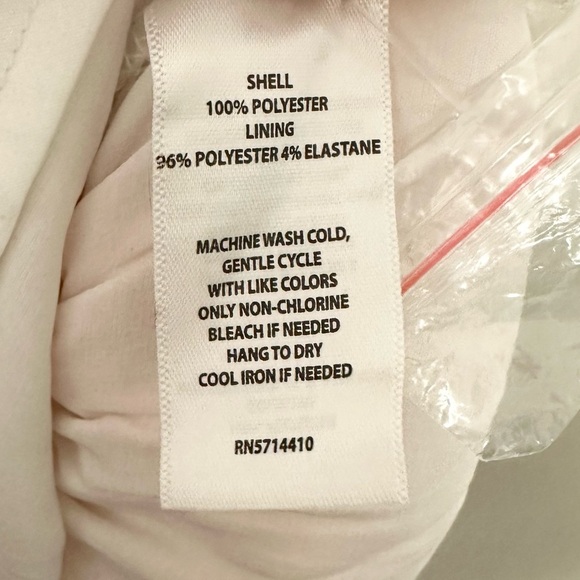 SHELL
100% POLYESTER
LINING
96% POLYESTER 4% ELASTANE
MACHINE WASH COLD,
GENTLE CYCLE
WITH LIKE COLORS
ONLY NON-CHLORINE
BLEACH IF NEEDED
HANG TO DRY
COOL IRON IF NEEDED
RN5714410